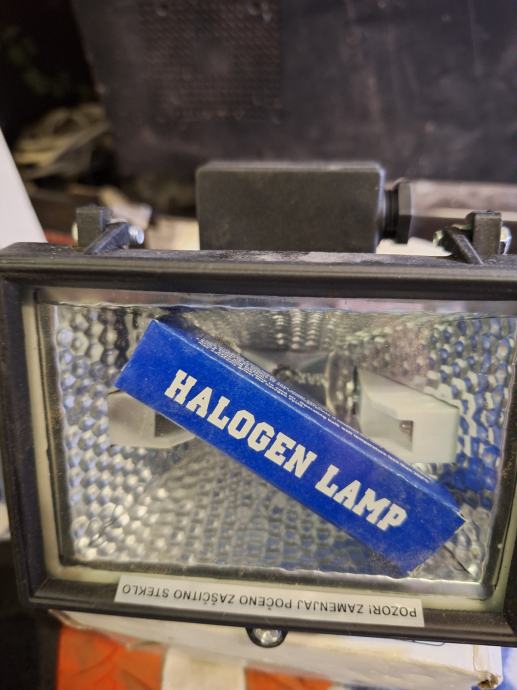 HALOGEN LAMP
POZOR! ZAMENJAJ POČENO ZAŠČITNO STEKLO